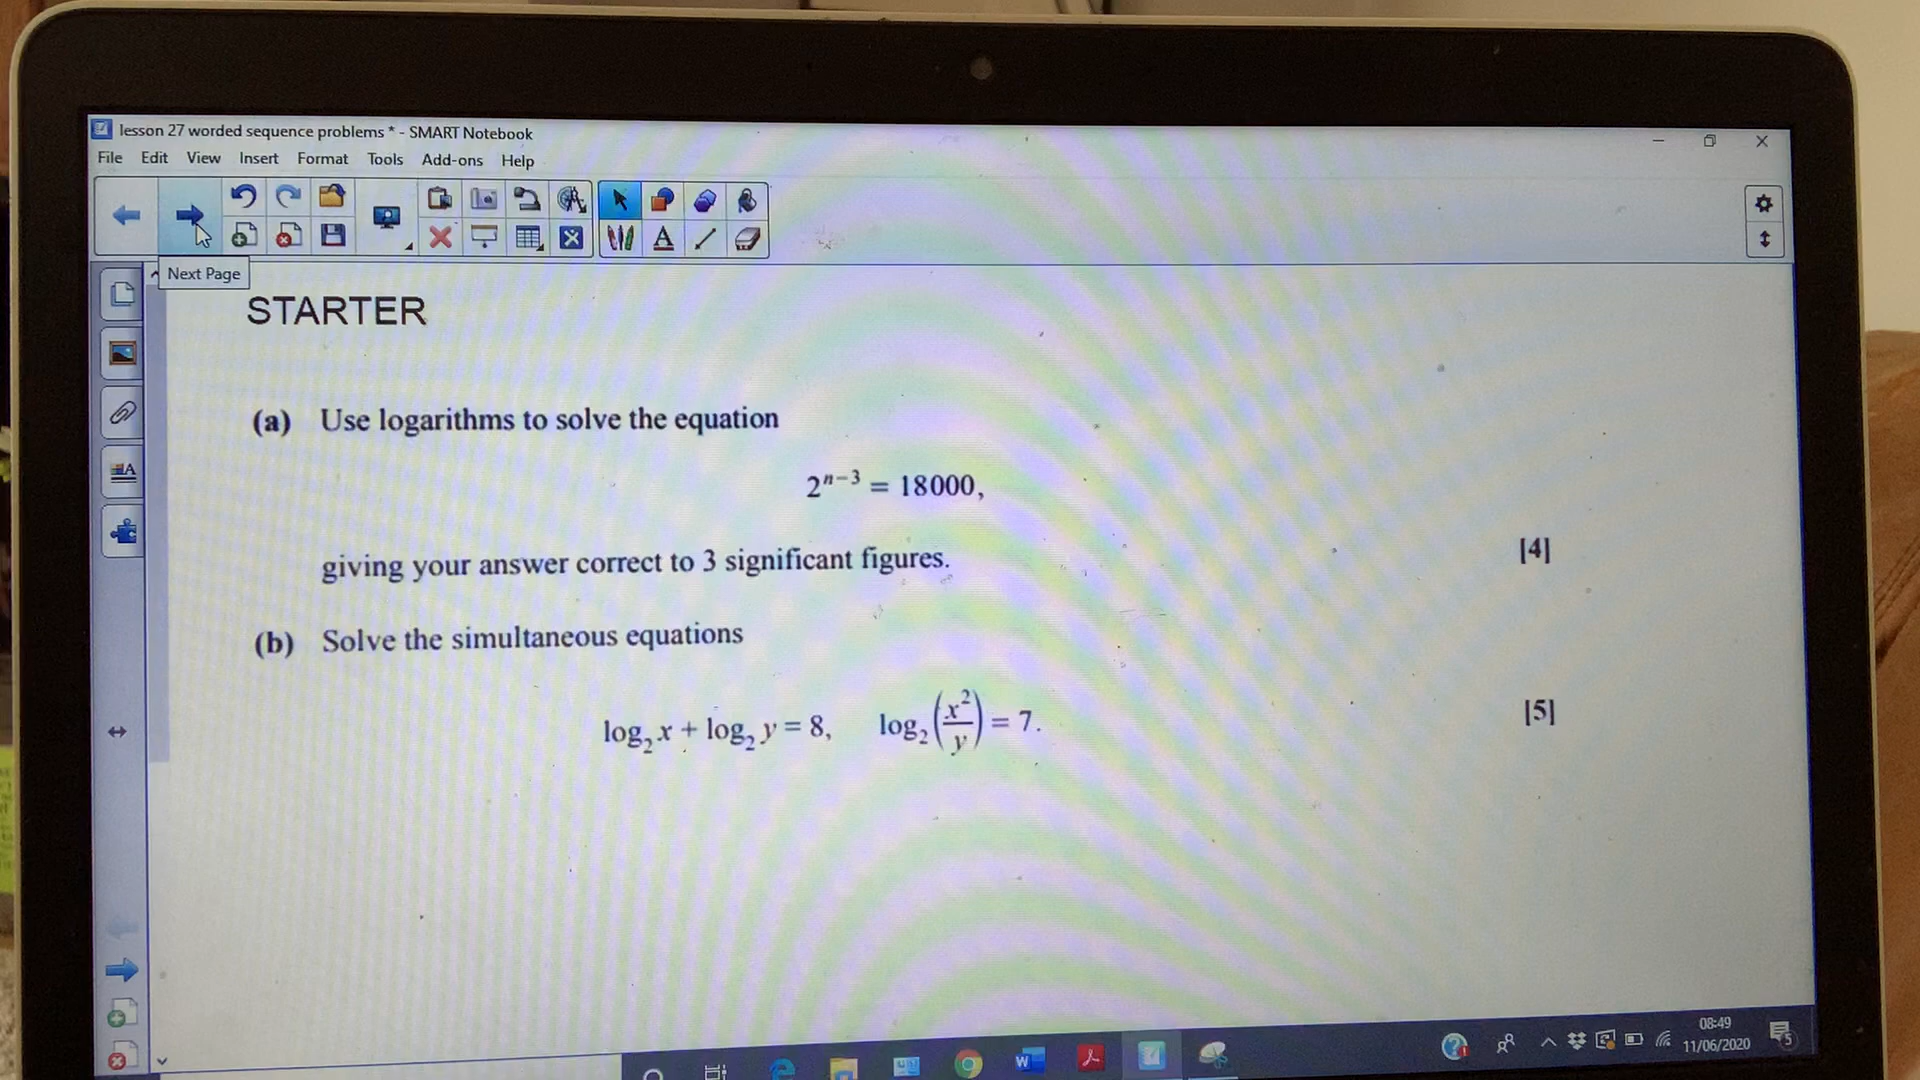 lesson 27 worded sequence problems * - SMART Notebook
File Edit View Insert Format Tools Add-ons Help
Next Page
STARTER
(a) Use logarithms to solve the equation
2^{n-3} = 18000,
giving your answer correct to 3 significant figures. [4]
(b) Solve the simultaneous equations
log₂x + log₂ y = 8, log₂(x²/y) = 7. [5]
08:49
11/06/2020
5